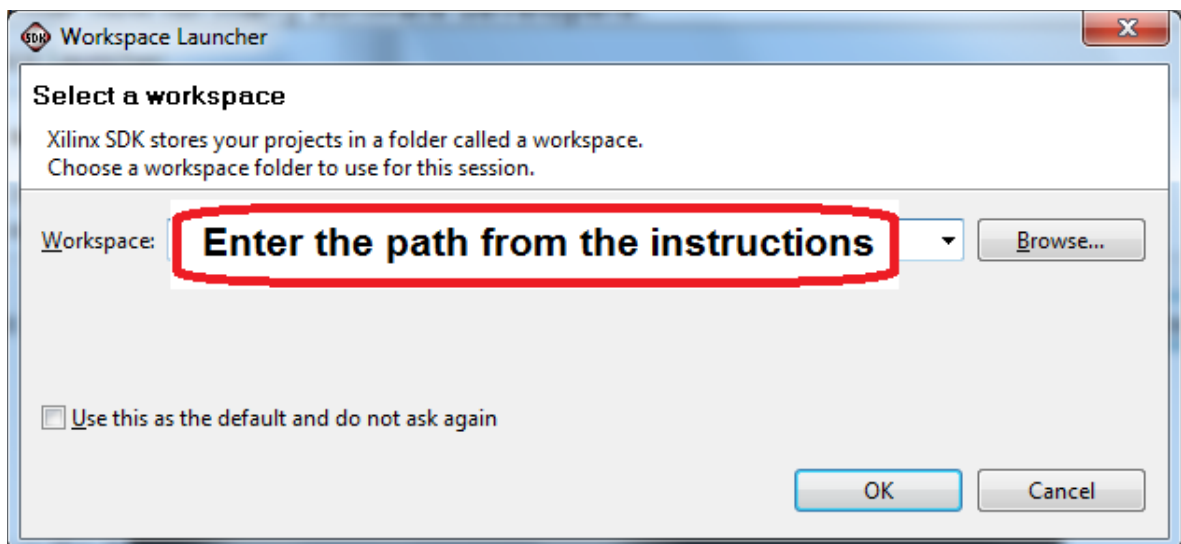 SDK Workspace Launcher X
Select a workspace
Xilinx SDK stores your projects in a folder called a workspace.
Choose a workspace folder to use for this session.
Workspace: Enter the path from the instructions Browse...
Use this as the default and do not ask again
OK Cancel